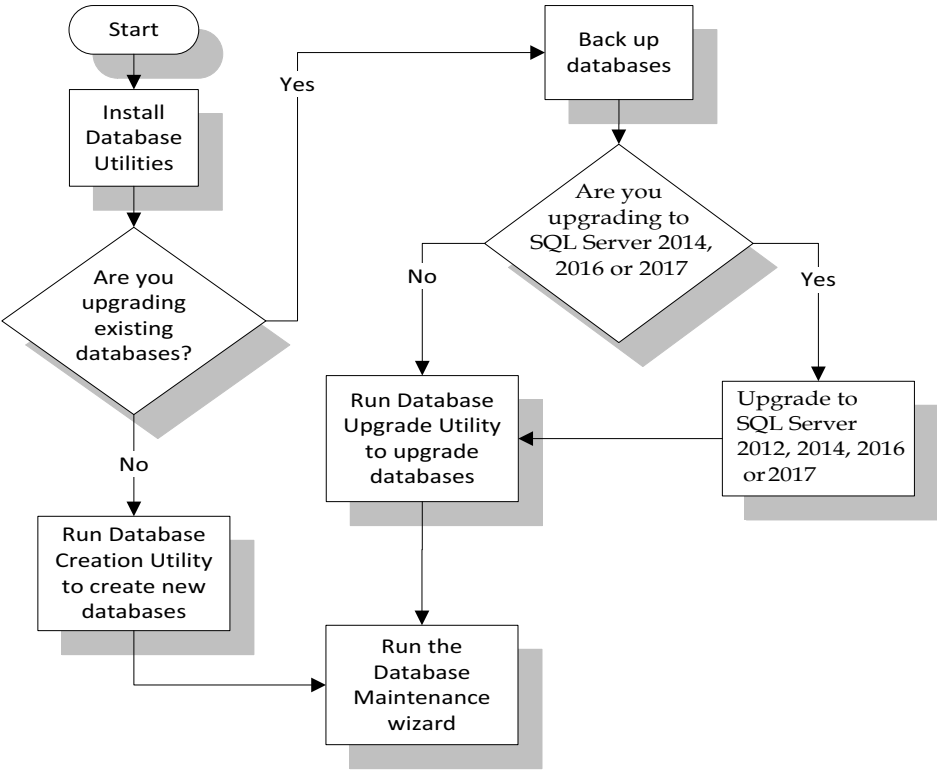 Start
Install
Database
Utilities
Are you
upgrading
existing
databases?
Yes
No
Back up
databases
Are you
upgrading to
SQL Server 2014,
2016 or 2017
No
Yes
Upgrade to
SQL Server
2012, 2014, 2016
or 2017
Run Database
Upgrade Utility
to upgrade
databases
Run Database
Creation Utility
to create new
databases
Run the
Database
Maintenance
wizard